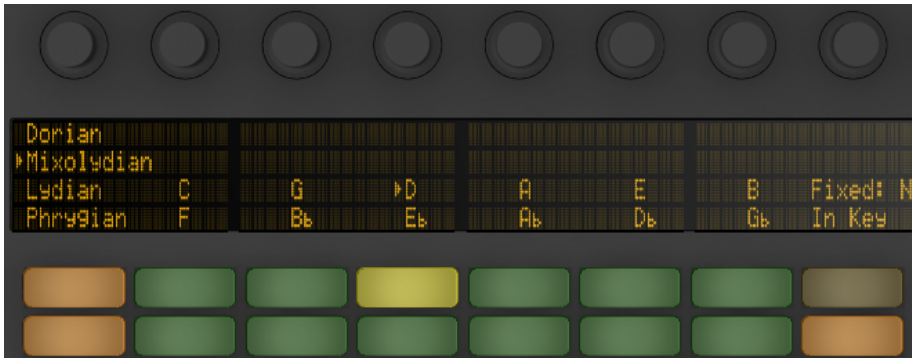 Dorian
▸Mixolydian
Lydian C G ▸D A E B Fixed: N
Phrygian F B♭ E♭ A♭ D♭ G♭ In Key